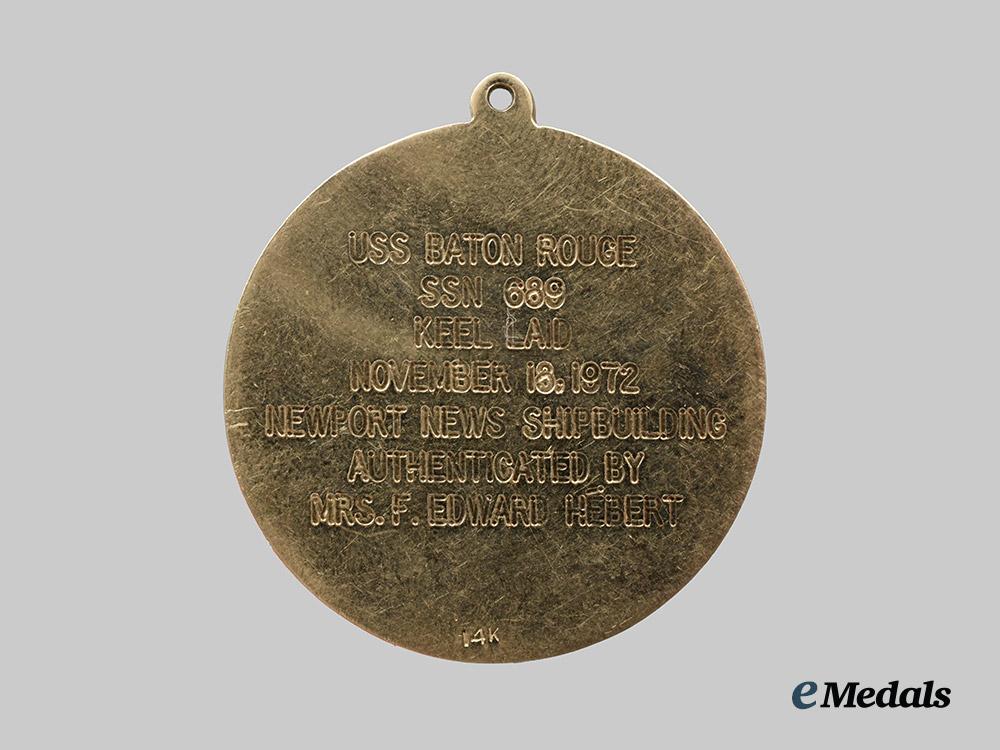 USS BATON ROUGE
SSN 689
KEEL LAID
NOVEMBER 18, 1972
NEWPORT NEWS SHIPBUILDING
AUTHENTICATED BY
MRS. F. EDWARD HÉBERT
14K
eMedals